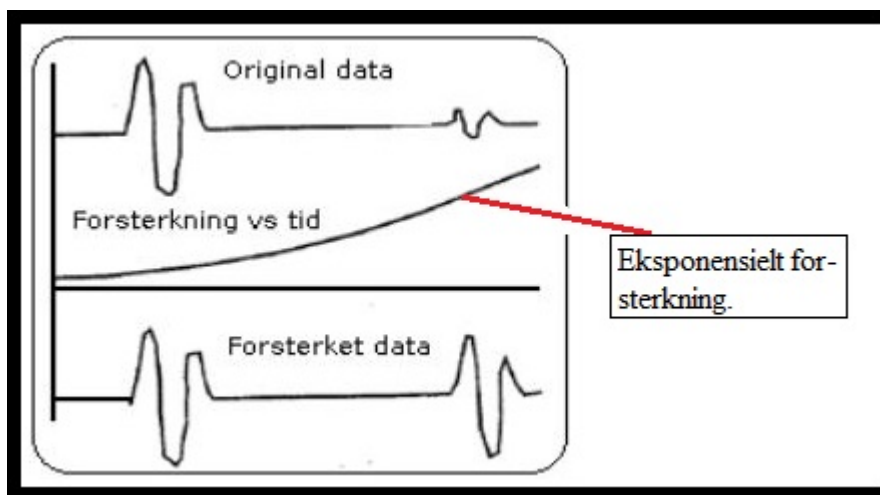 Original data
Forsterkning vs tid
Eksponensielt for-
sterkning.
Forsterket data